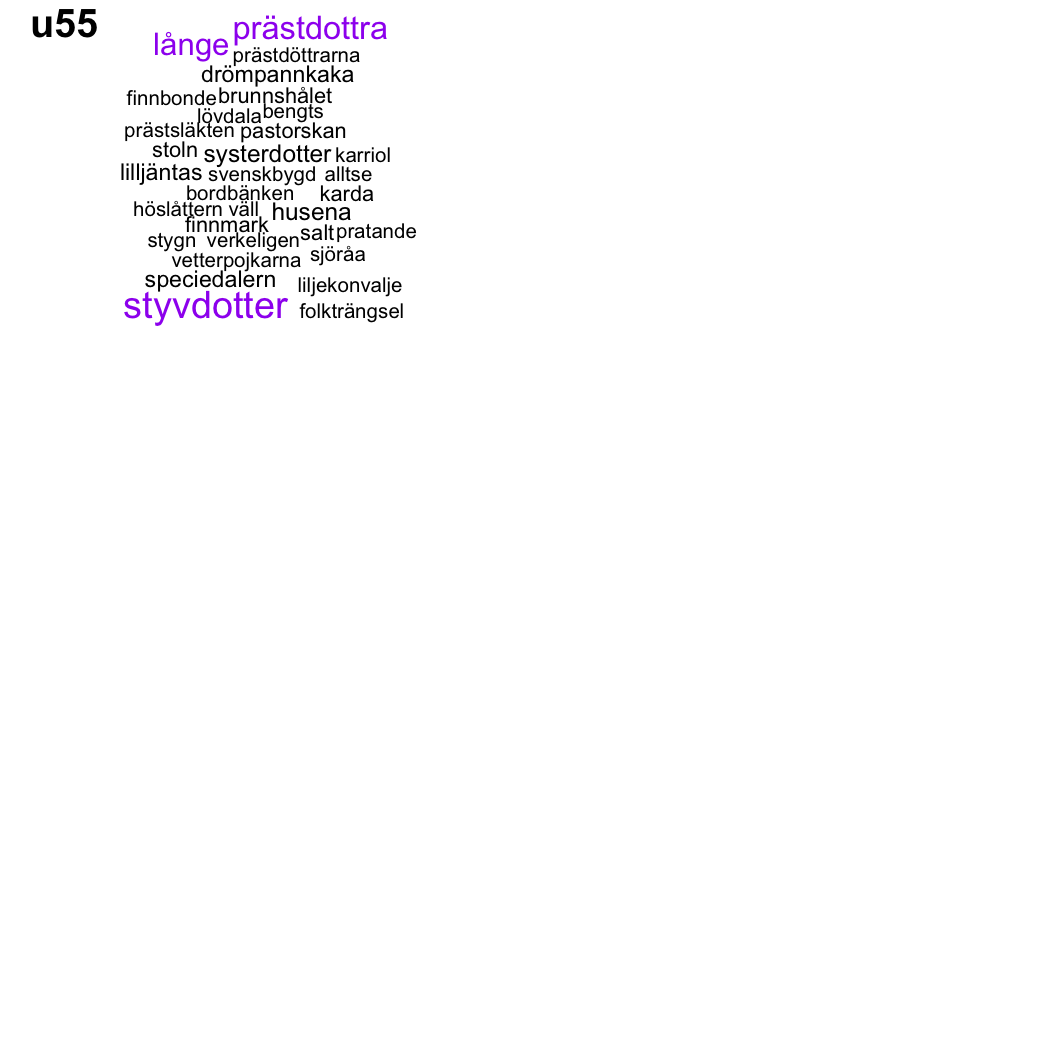 u55
långe prästdottra
prästdöttrarna
drömpannkaka
finnbonde brunnshålet
lövdala bengts
prästsläkten pastorskan
stoln systerdotter karriol
lilljäntas svenskbygd alltse
bordbänken karda
höslåttern väll husena
finnmark salt pratande
stygn verkeligen
vetterpojkarna sjöråa
speciedalern liljekonvalje
styvdotter folkträngsel